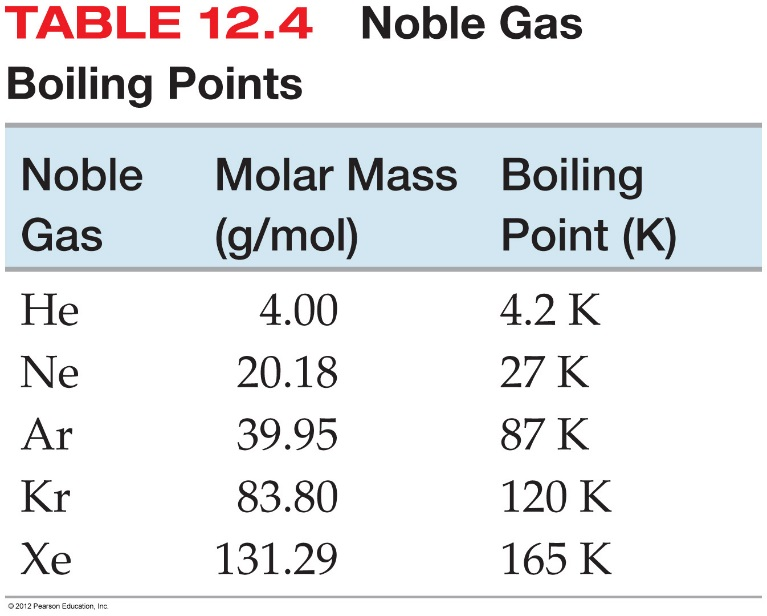 TABLE 12.4 Noble Gas
Boiling Points
Noble Molar Mass Boiling
Gas (g/mol) Point (K)
He 4.00 4.2 K
Ne 20.18 27 K
Ar 39.95 87 K
Kr 83.80 120 K
Xe 131.29 165 K
© 2012 Pearson Education, Inc.